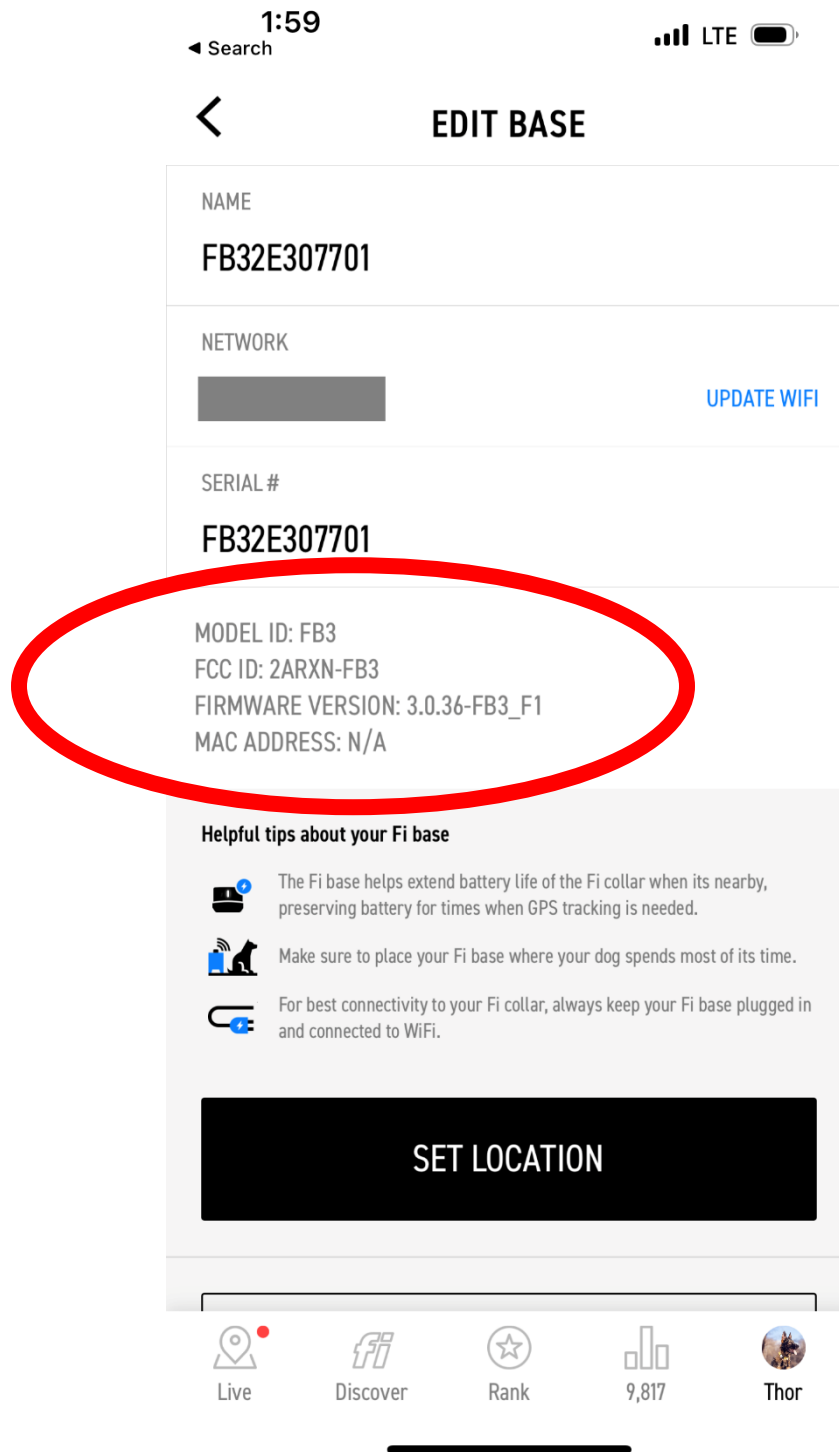 1:59
◀ Search
LTE
EDIT BASE
NAME
FB32E307701
NETWORK
UPDATE WIFI
SERIAL #
FB32E307701
MODEL ID: FB3
FCC ID: 2ARXN-FB3
FIRMWARE VERSION: 3.0.36-FB3_F1
MAC ADDRESS: N/A
Helpful tips about your Fi base
The Fi base helps extend battery life of the Fi collar when its nearby,
preserving battery for times when GPS tracking is needed.
Make sure to place your Fi base where your dog spends most of its time.
For best connectivity to your Fi collar, always keep your Fi base plugged in
and connected to WiFi.
SET LOCATION
fi
Live
Discover
Rank
9,817
Thor